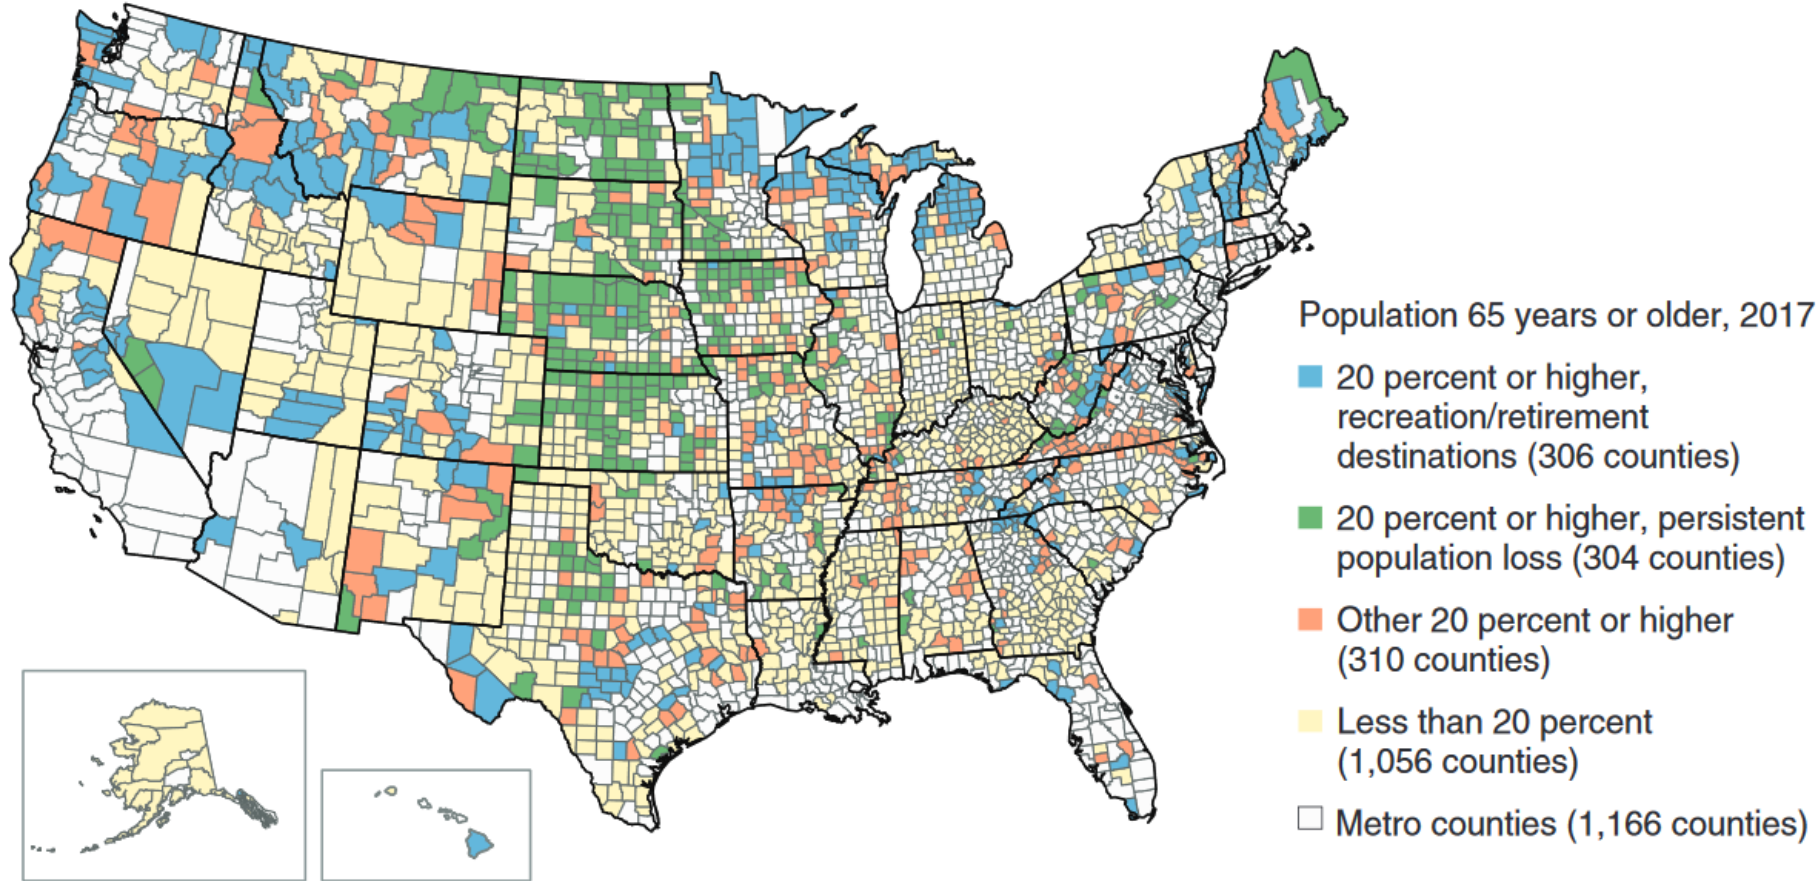 Population 65 years or older, 2017
20 percent or higher,
recreation/retirement
destinations (306 counties)
20 percent or higher, persistent
population loss (304 counties)
Other 20 percent or higher
(310 counties)
Less than 20 percent
(1,056 counties)
Metro counties (1,166 counties)